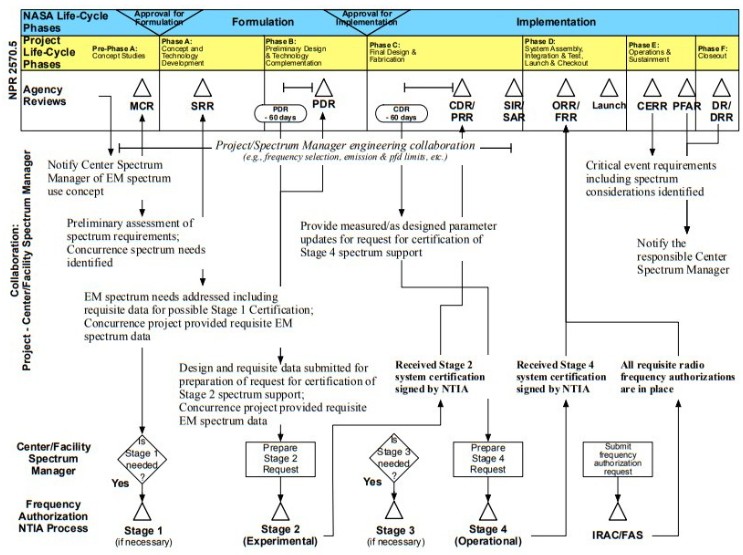 NASA Life-Cycle
Phases
Approval for
Formulation
Formulation
Approval for
Implementation
Implementation
NPR 2570.5
Project
Life-Cycle
Phases
Pre-Phase A:
Concept Studies
Phase A:
Concept and
Technology
Development
Phase B:
Preliminary Design
& Technology
Complementation
Phase C:
Final Design &
Fabrication
Phase D:
System Assembly,
Integration & Test,
Launch & Checkout
Phase E:
Operations &
Sustainment
Phase F:
Closeout
Agency
Reviews
MCR
SRR
PDR
- 60 days
PDR
CDR
- 60 days
CDR/
PRR
SIR/
SAR
ORR/
FRR
Launch
CERR
PFAR
DR/
DRR
Project/Spectrum Manager engineering collaboration
(e.g., frequency selection, emission & pfd limits, etc.)
Collaboration:
Project - Center/Facility Spectrum Manager
Notify Center Spectrum
Manager of EM spectrum
use concept
Critical event requirements
including spectrum
considerations identified
Preliminary assessment of
spectrum requirements;
Concurrence spectrum needs
identified
Provide measured/as designed parameter
updates for request for certification of
Stage 4 spectrum support
Notify the
responsible Center
Spectrum Manager
EM spectrum needs addressed including
requisite data for possible Stage 1 Certification;
Concurrence project provided requisite EM
spectrum data
Design and requisite data submitted for
preparation of request for certification of
Stage 2 spectrum support;
Concurrence project provided requisite
EM spectrum data
Received Stage 2
system certification
signed by NTIA
Received Stage 4
system certification
signed by NTIA
All requisite radio
frequency authorizations
are in place
Center/Facility
Spectrum
Manager
Is
Stage 1
needed
?
Yes
Prepare
Stage 2
Request
Is
Stage 3
needed
?
Yes
Prepare
Stage 4
Request
Submit
frequency
authorization
request
Frequency
Authorization
NTIA Process
Stage 1
(if necessary)
Stage 2
(Experimental)
Stage 3
(if necessary)
Stage 4
(Operational)
IRAC/FAS